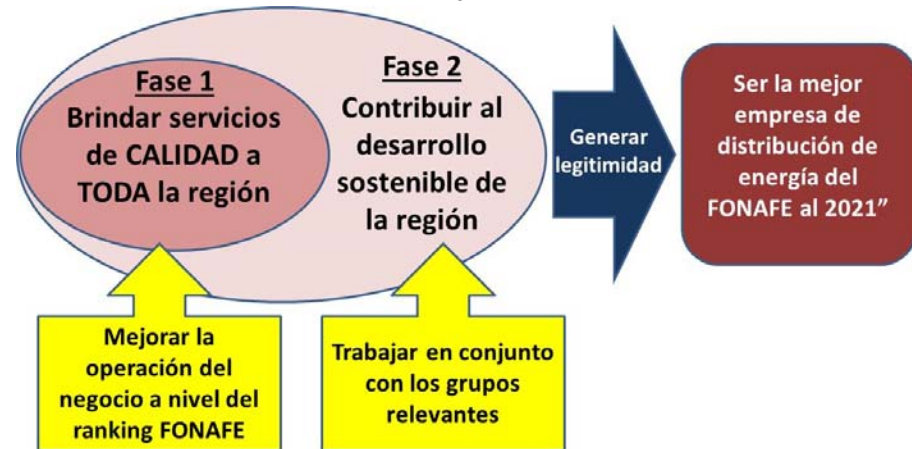 Fase 1
Brindar servicios
de CALIDAD a
TODA la región
Fase 2
Contribuir al
desarrollo
sostenible de
la región
Generar
legitimidad
Ser la mejor
empresa de
distribución de
energía del
FONAFE al 2021”
Mejorar la
operación del
negocio a nivel del
ranking FONAFE
Trabajar en conjunto
con los grupos
relevantes